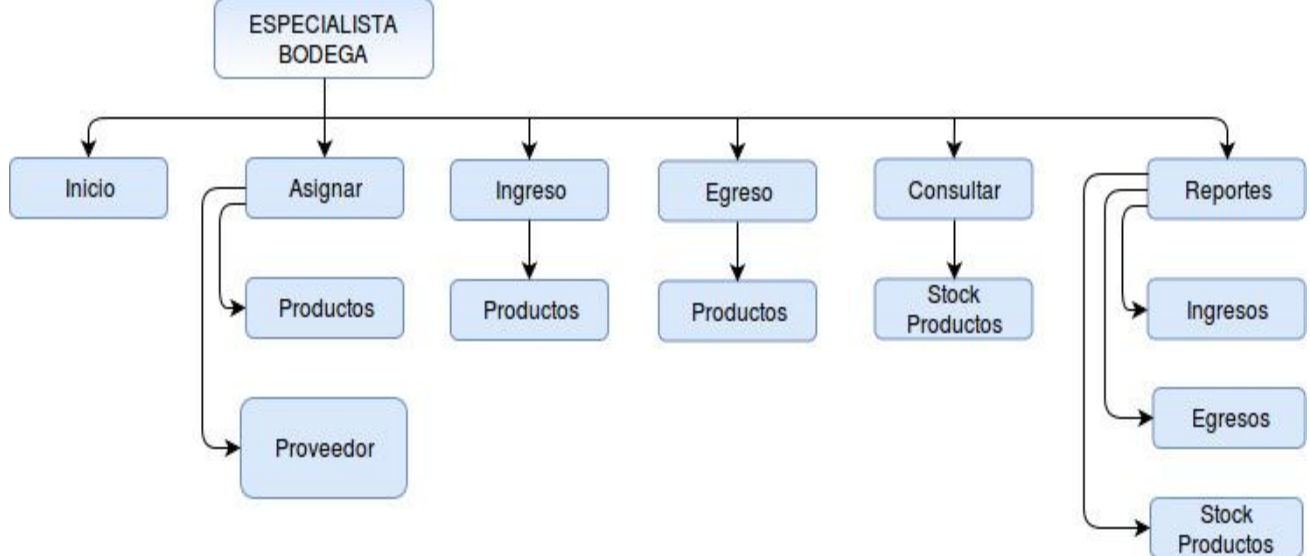 ESPECIALISTA
BODEGA
Inicio
Asignar
Ingreso
Egreso
Consultar
Reportes
Productos
Productos
Productos
Stock
Productos
Ingresos
Proveedor
Egresos
Stock
Productos